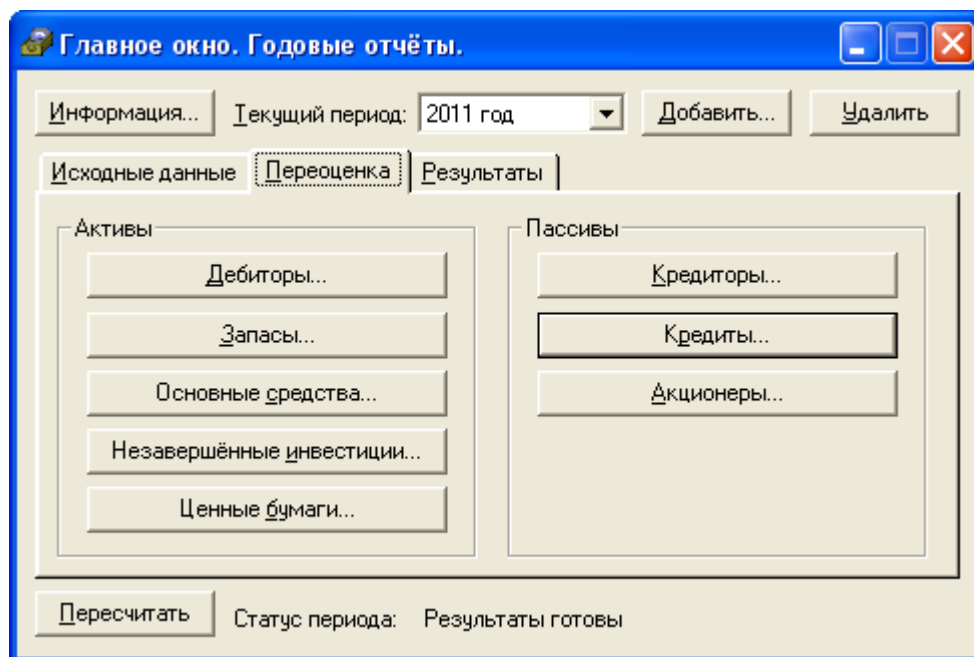 Главное окно. Годовые отчёты.
Информация... Текущий период: 2011 год Добавить... Удалить
Исходные данные Переоценка Результаты
Активы Пассивы
Дебиторы... Кредиторы...
Запасы... Кредиты...
Основные средства... Акционеры...
Незавершённые инвестиции...
Ценные бумаги...
Пересчитать Статус периода: Результаты готовы